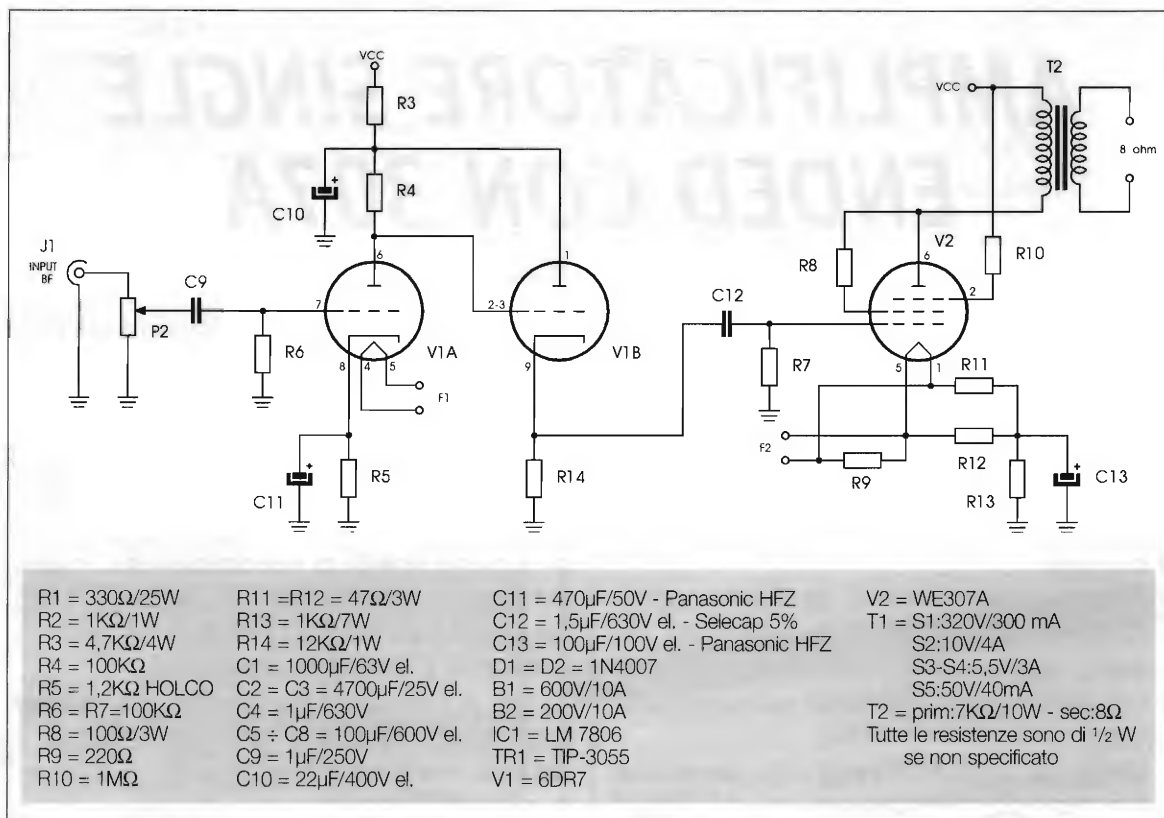 VCC
R3
R4
C10
J1
INPUT
BF
P2
C9
7
6
R6
8
4
5
V1A
F1
C11
R5
1
2-3
V1B
9
R14
C12
R7
VCC
T2
8 ohm
R8
6
V2
2
R10
5
1
R11
F2
R12
R9
R13
C13
R1 = 330Ω/25W
R2 = 1KΩ/1W
R3 = 4,7KΩ/4W
R4 = 100KΩ
R5 = 1,2KΩ HOLCO
R6 = R7=100KΩ
R8 = 100Ω/3W
R9 = 220Ω
R10 = 1MΩ
R11 =R12 = 47Ω/3W
R13 = 1KΩ/7W
R14 = 12KΩ/1W
C1 = 1000µF/63V el.
C2 = C3 = 4700µF/25V el.
C4 = 1µF/630V
C5 ÷ C8 = 100µF/600V el.
C9 = 1µF/250V
C10 = 22µF/400V el.
C11 = 470µF/50V - Panasonic HFZ
C12 = 1,5µF/630V el. - Selecap 5%
C13 = 100µF/100V el. - Panasonic HFZ
D1 = D2 = 1N4007
B1 = 600V/10A
B2 = 200V/10A
IC1 = LM 7806
TR1 = TIP-3055
V1 = 6DR7
V2 = WE307A
T1 = S1:320V/300 mA
S2:10V/4A
S3-S4:5,5V/3A
S5:50V/40mA
T2 = prim:7KΩ/10W - sec:8Ω
Tutte le resistenze sono di 1/2 W
se non specificato